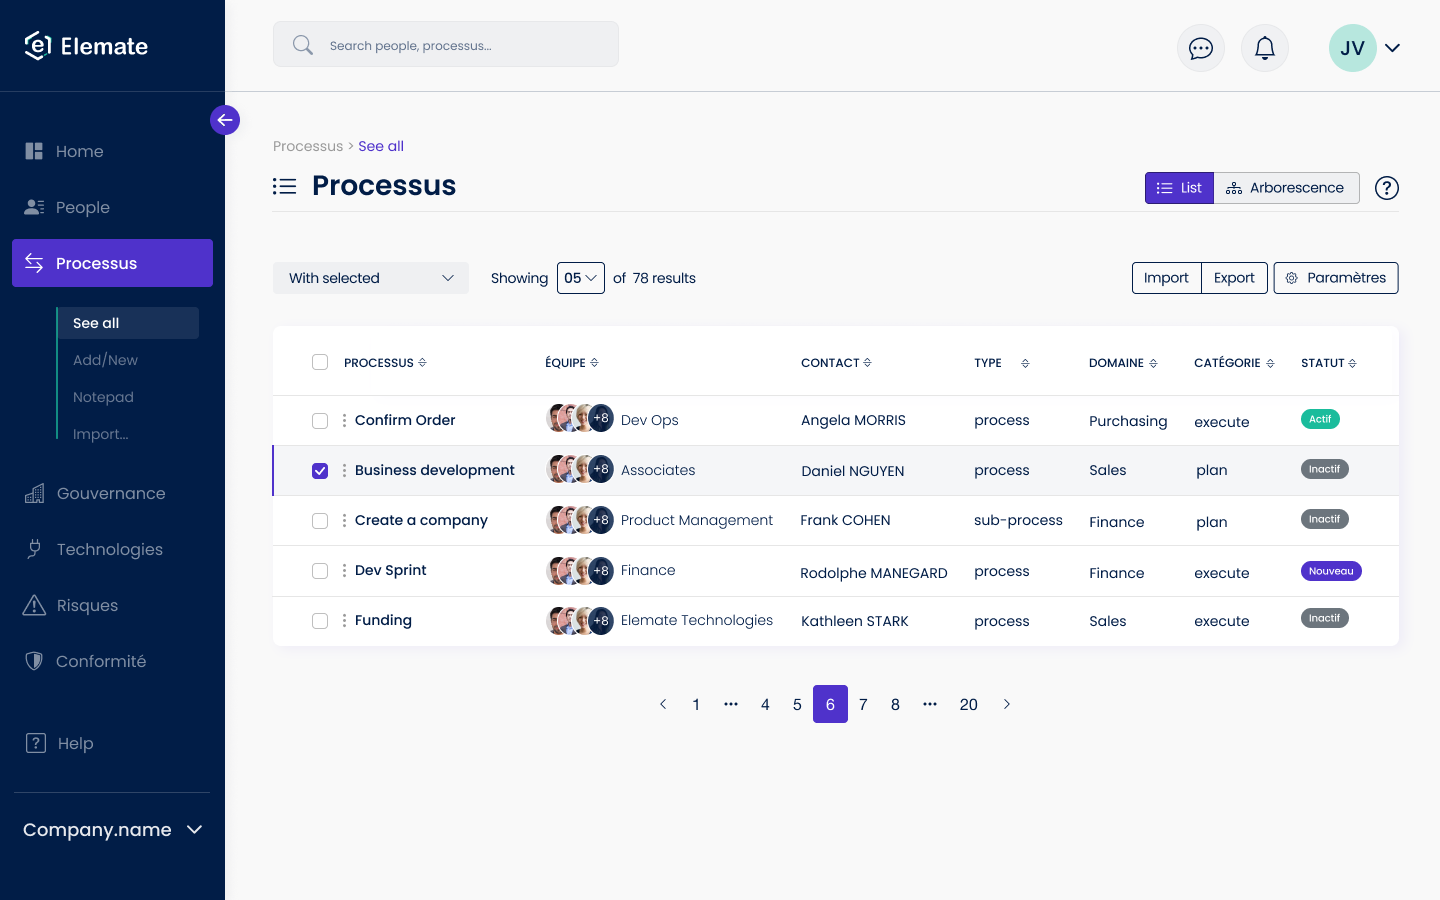 Elemate
Search people, processus...
JV
Home
People
Processus
See all
Add/New
Notepad
Import...
Gouvernance
Technologies
Risques
Conformité
Help
Company.name
Processus > See all
Processus
List Arborescence
With selected Showing 05 of 78 results Import Export Paramètres
PROCESSUS ÉQUIPE CONTACT TYPE DOMAINE CATÉGORIE STATUT
Confirm Order +8 Dev Ops Angela MORRIS process Purchasing execute Actif
Business development +8 Associates Daniel NGUYEN process Sales plan Inactif
Create a company +8 Product Management Frank COHEN sub-process Finance plan Inactif
Dev Sprint +8 Finance Rodolphe MANEGARD process Finance execute Nouveau
Funding +8 Elemate Technologies Kathleen STARK process Sales execute Inactif
< 1 ••• 4 5 6 7 8 ••• 20 >